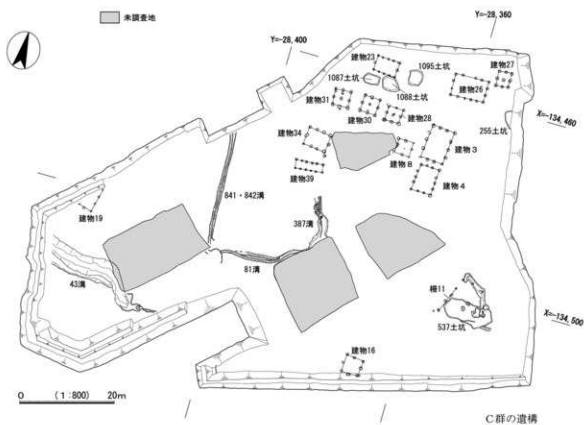 未調査地
Y=-28,400
Y=-28,360
建物23
1095土坑
建物27
1087土坑
建物31
1088土坑
建物26
建物30
建物28
255土坑
X=-134,460
建物34
建物3
建物8
建物39
建物4
841・842溝
建物19
387溝
81溝
43溝
柵11
537土坑
X=-134,500
建物16
0 (1:800) 20m
C群の遺構